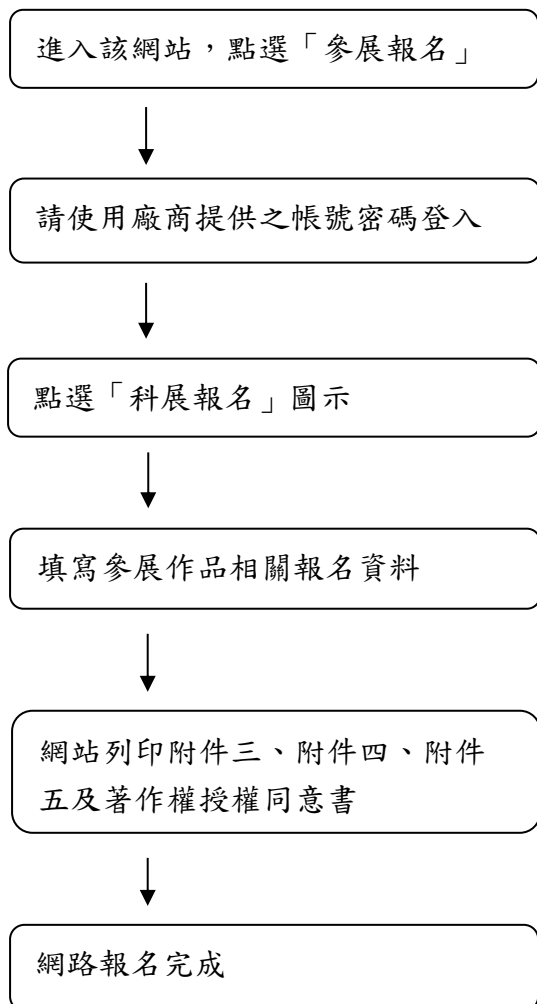 進入該網站，點選「參展報名」
請使用廠商提供之帳號密碼登入
點選「科展報名」圖示
填寫參展作品相關報名資料
網站列印附件三、附件四、附件
五及著作權授權同意書
網路報名完成